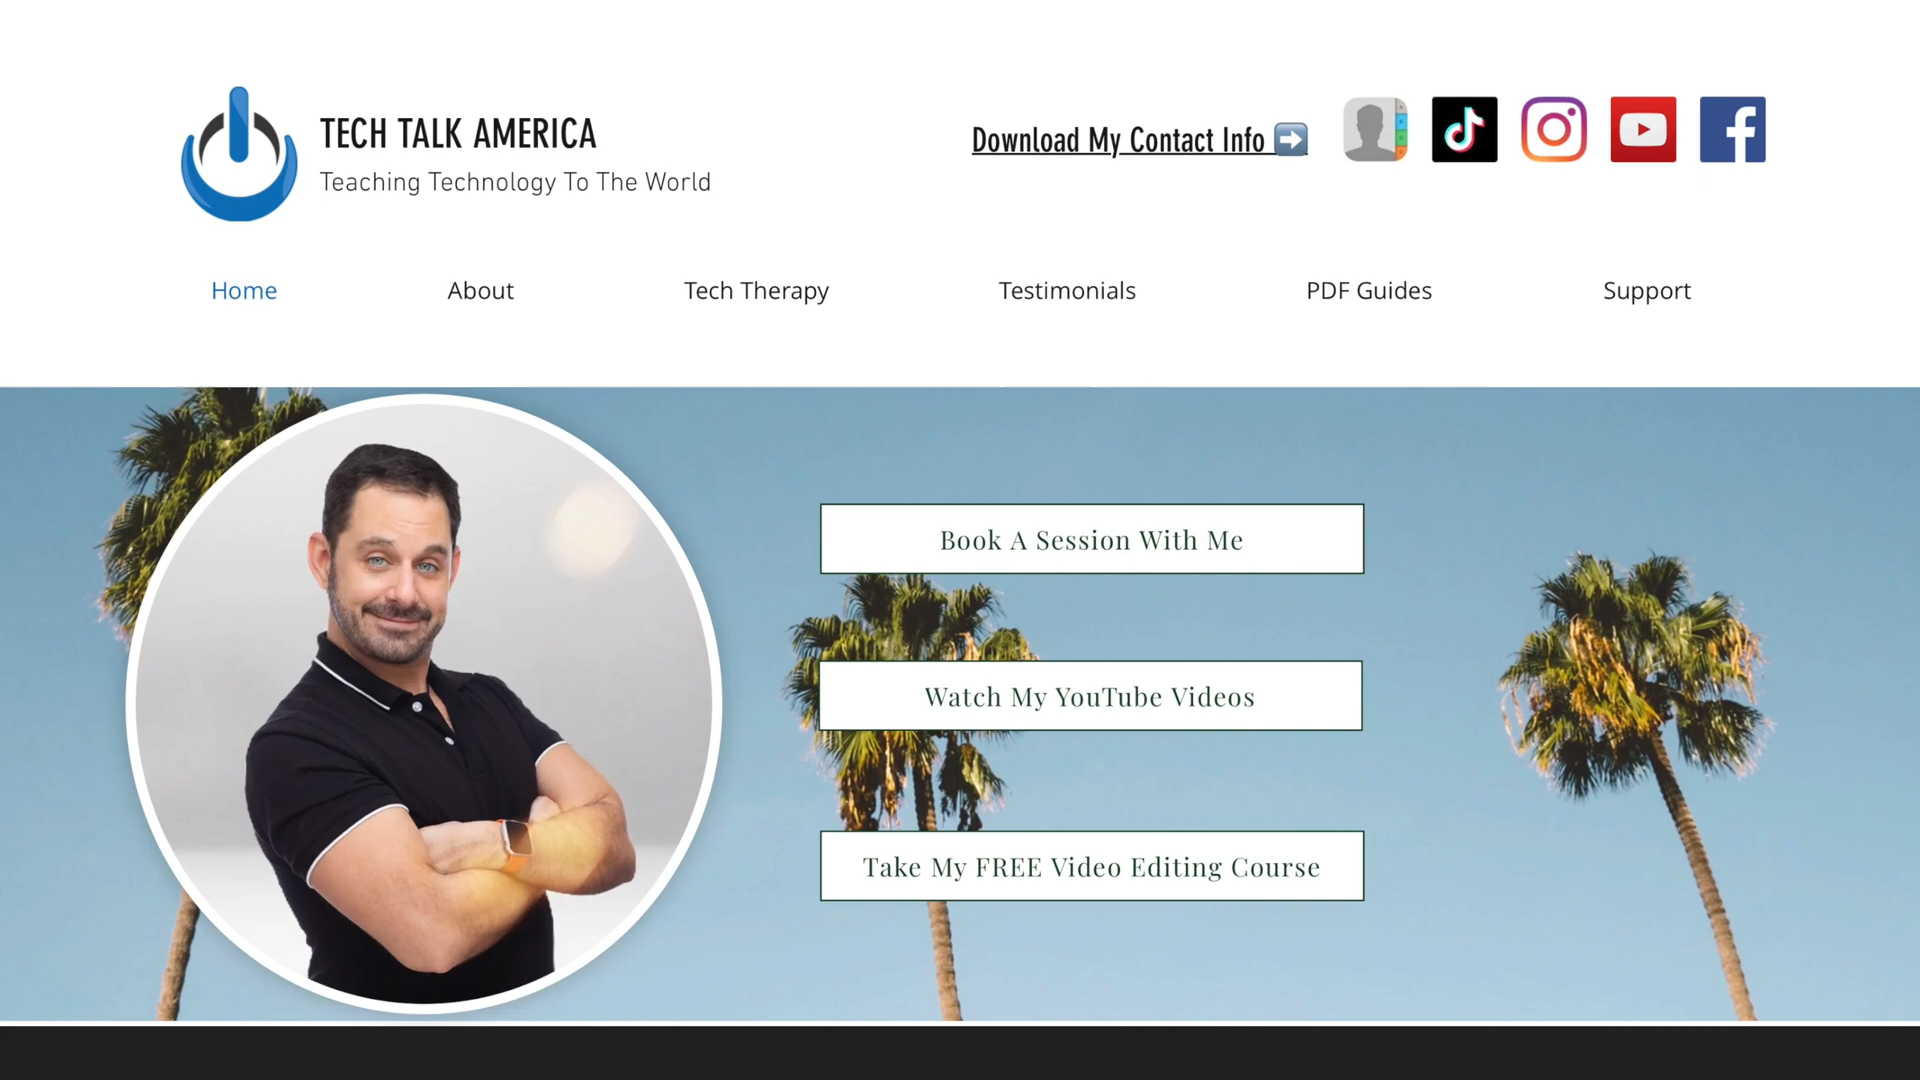 TECH TALK AMERICA
Teaching Technology To The World
Download My Contact Info
Home
About
Tech Therapy
Testimonials
PDF Guides
Support
Book A Session With Me
Watch My YouTube Videos
Take My FREE Video Editing Course